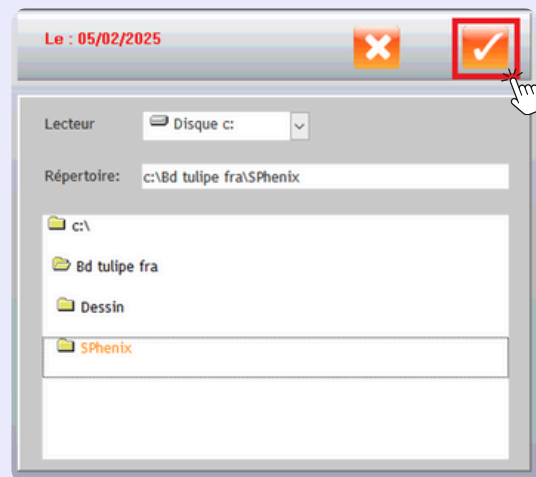 Le : 05/02/2025
Lecteur Disque c:
Répertoire: c:\Bd tulipe fra\SPhenix
c:\
Bd tulipe fra
Dessin
SPhenix